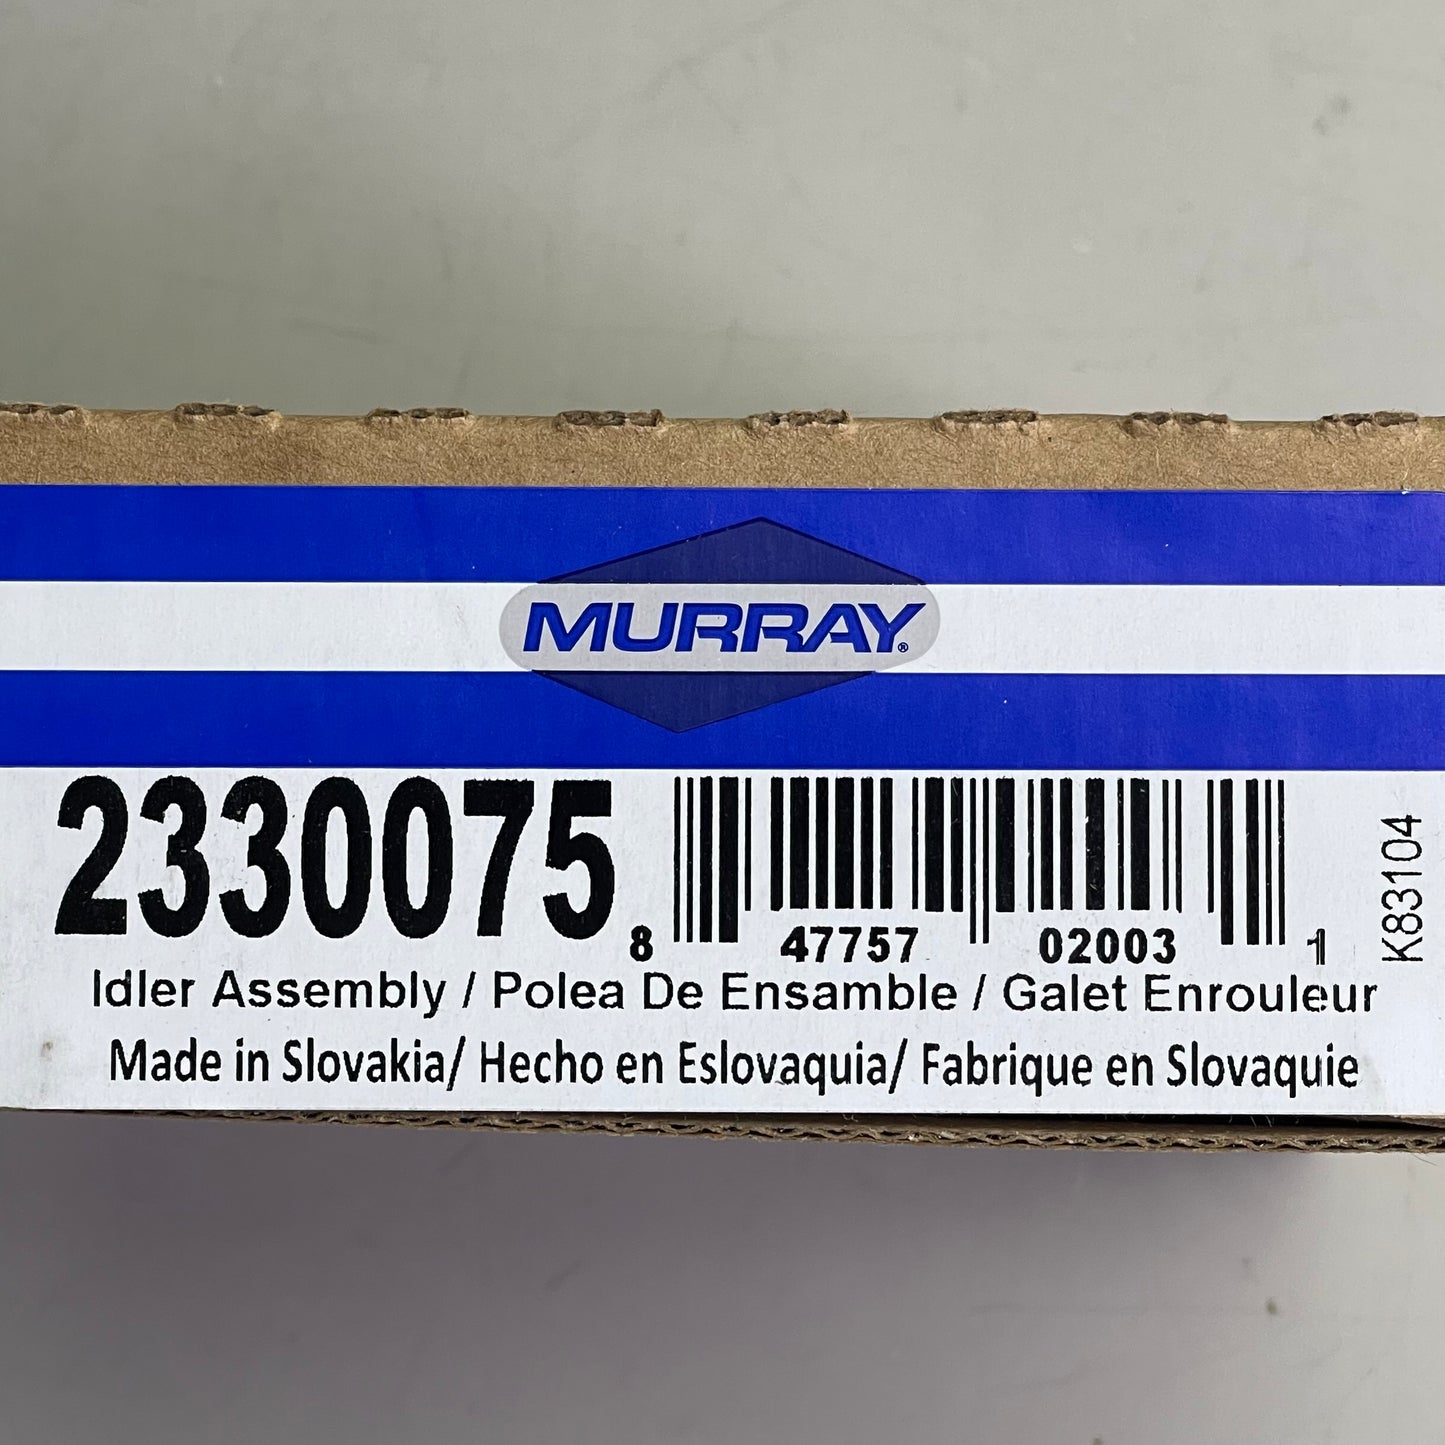 MURRAY®
2330075
8 47757 02003 1
K83104
Idler Assembly / Polea De Ensamble / Galet Enrouleur
Made in Slovakia/ Hecho en Eslovaquia/ Fabrique en Slovaquie